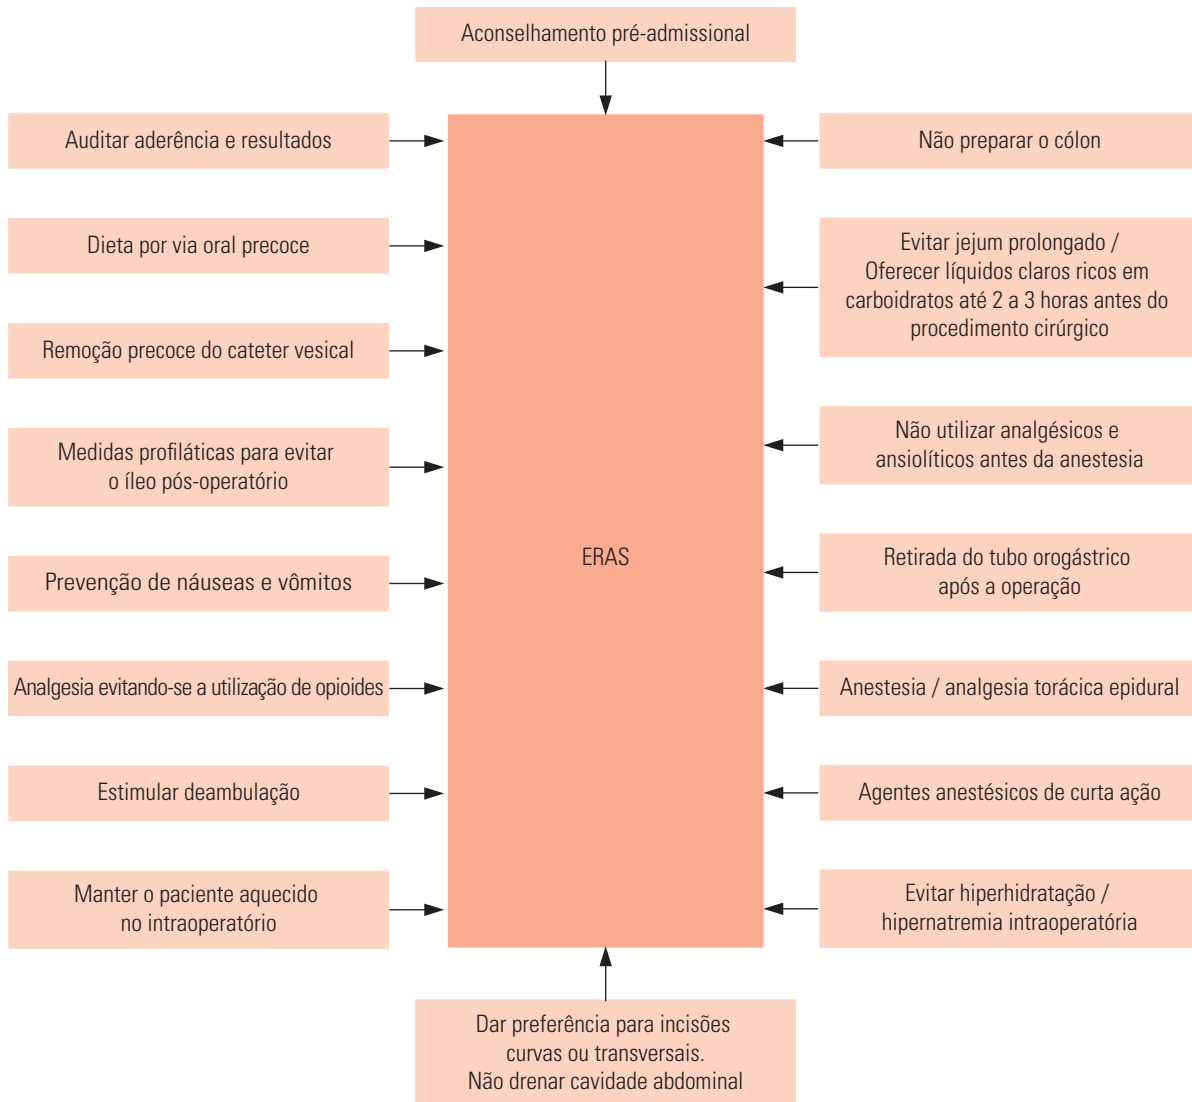 Aconselhamento pré-admissional
Auditar aderência e resultados
Não preparar o cólon
Dieta por via oral precoce
Evitar jejum prolongado /
Oferecer líquidos claros ricos em
carboidratos até 2 a 3 horas antes do
procedimento cirúrgico
Remoção precoce do cateter vesical
Não utilizar analgésicos e
ansiolíticos antes da anestesia
Medidas profiláticas para evitar
o íleo pós-operatório
ERAS
Retirada do tubo orogástrico
após a operação
Prevenção de náuseas e vômitos
Analgesia evitando-se a utilização de opioides
Anestesia / analgesia torácica epidural
Estimular deambulação
Agentes anestésicos de curta ação
Manter o paciente aquecido
no intraoperatório
Evitar hiperhidratação /
hipernatremia intraoperatória
Dar preferência para incisões
curvas ou transversais.
Não drenar cavidade abdominal